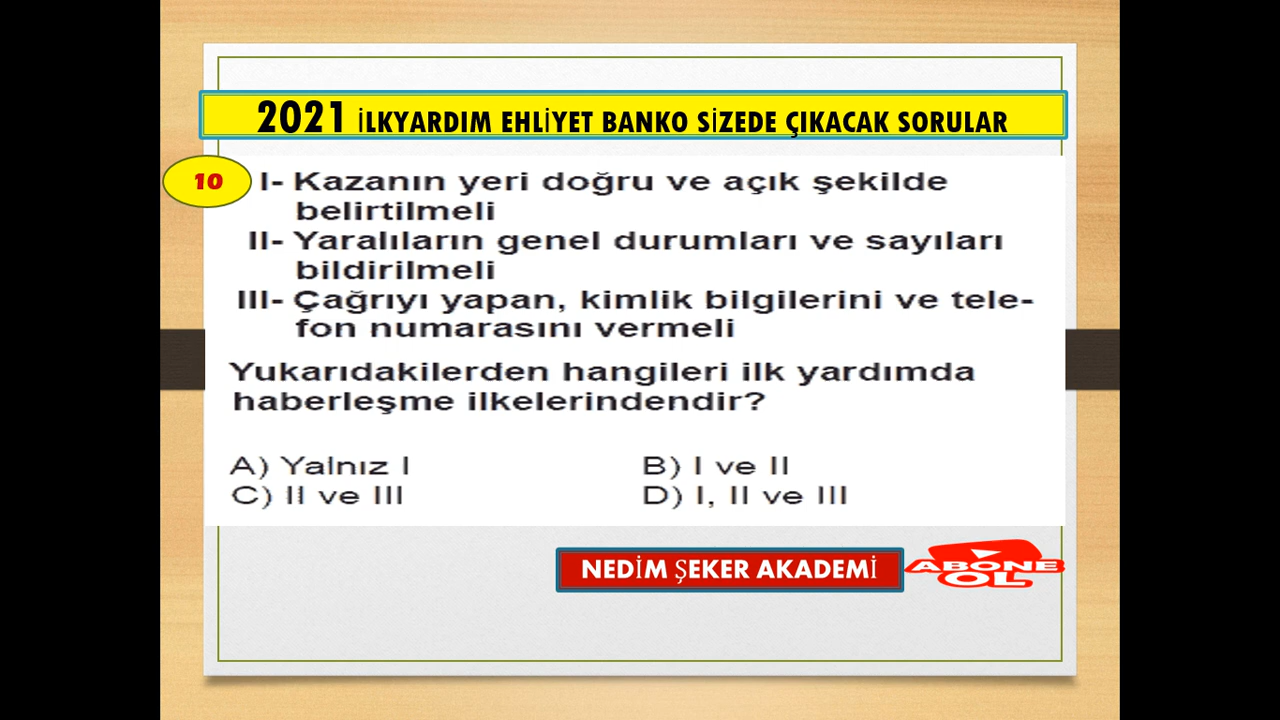 2021 İLKYARDIM EHLİYET BANKO SİZEDE ÇIKACAK SORULAR
10
I- Kazanın yeri doğru ve açık şekilde
belirtilmeli
II- Yaralıların genel durumları ve sayıları
bildirilmeli
III- Çağrıyı yapan, kimlik bilgilerini ve tele-
fon numarasını vermeli
Yukarıdakilerden hangileri ilk yardımda
haberleşme ilkelerindendir?
A) Yalnız I
B) I ve II
C) II ve III
D) I, II ve III
NEDİM ŞEKER AKADEMİ
ABONE
OL